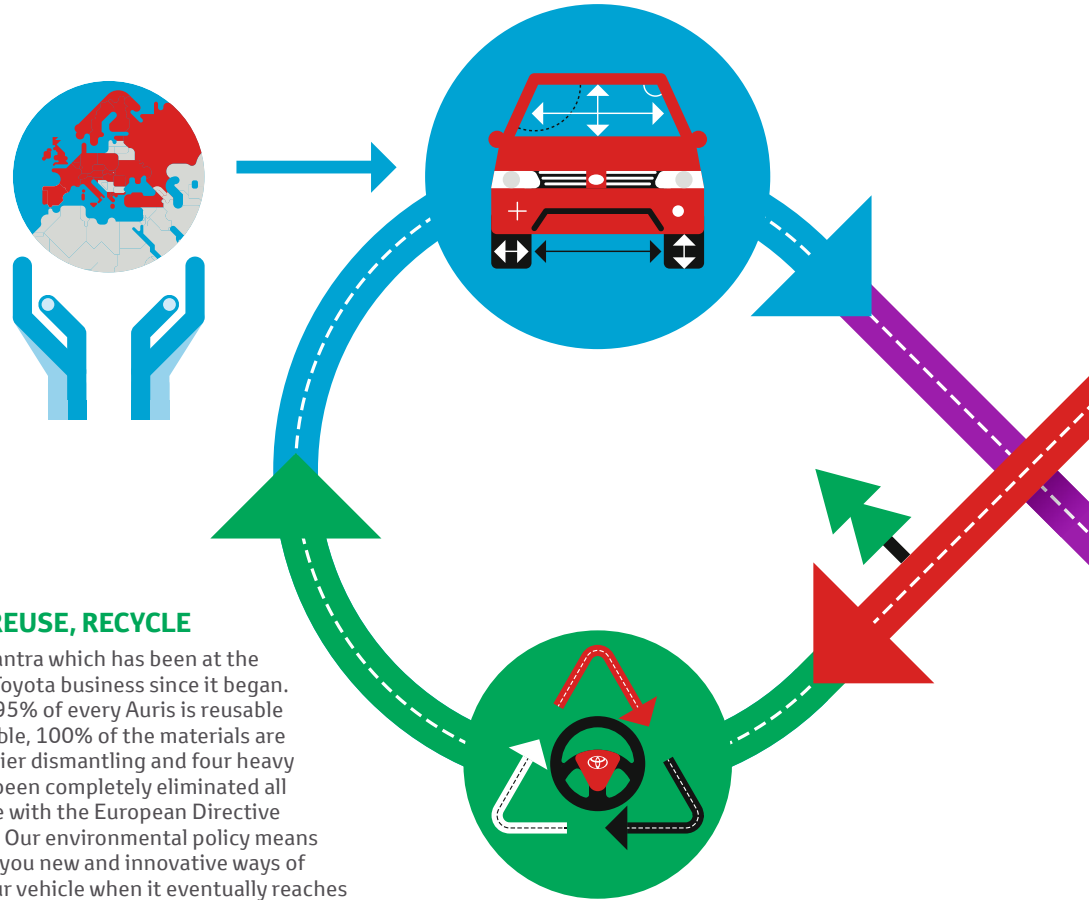 REUSE, RECYCLE
antra which has been at the
Toyota business since it began.
95% of every Auris is reusable
ble, 100% of the materials are
ier dismantling and four heavy
been completely eliminated all
e with the European Directive
Our environmental policy means
you new and innovative ways of
ur vehicle when it eventually reaches